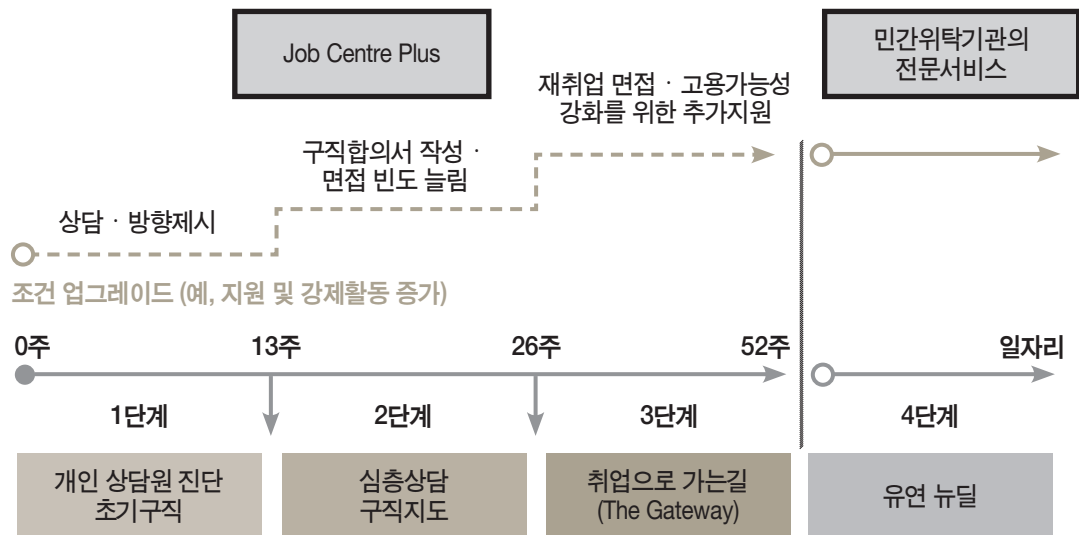 Job Centre Plus
민간위탁기관의
전문서비스
재취업 면접 · 고용가능성
강화를 위한 추가지원
구직합의서 작성 ·
면접 빈도 늘림
상담 · 방향제시
조건 업그레이드 (예, 지원 및 강제활동 증가)
0주 13주 26주 52주 일자리
1단계 2단계 3단계 4단계
개인 상담원 진단
초기구직
심층상담
구직지도
취업으로 가는길
(The Gateway)
유연 뉴딜